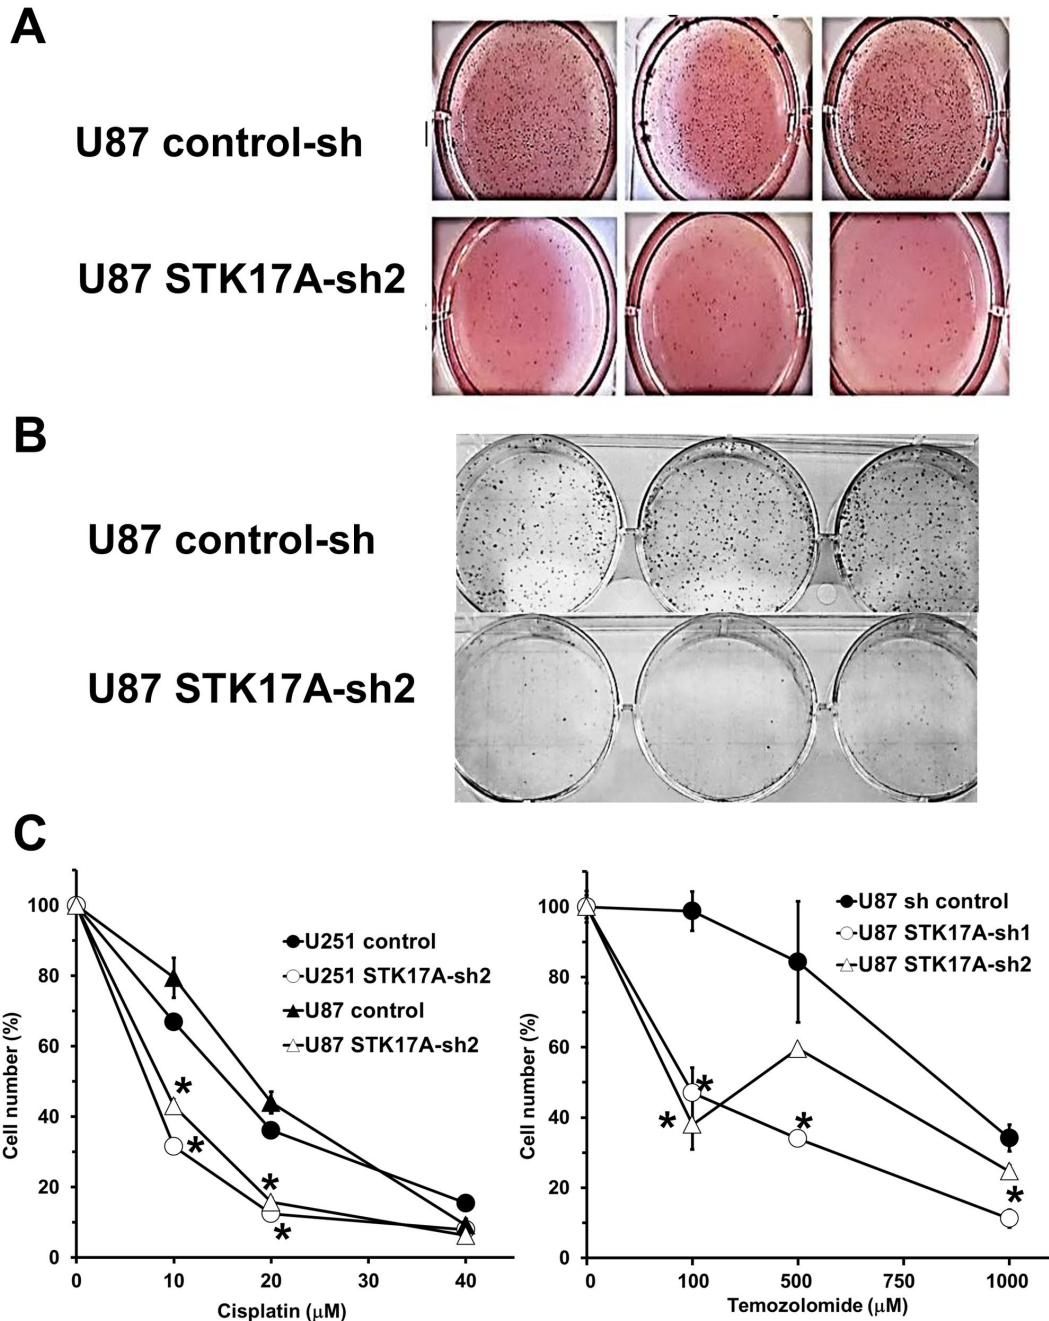 A
U87 control-sh
U87 STK17A-sh2
B
U87 control-sh
U87 STK17A-sh2
C
100
80
60
40
20
0
Cell number (%)
U251 control
U251 STK17A-sh2
U87 control
U87 STK17A-sh2
*
*
*
*
0
10
20
30
40
Cisplatin (μM)
100
80
60
40
20
0
Cell number (%)
U87 sh control
U87 STK17A-sh1
U87 STK17A-sh2
*
*
*
*
0
100
500
750
1000
Temozolomide (μM)